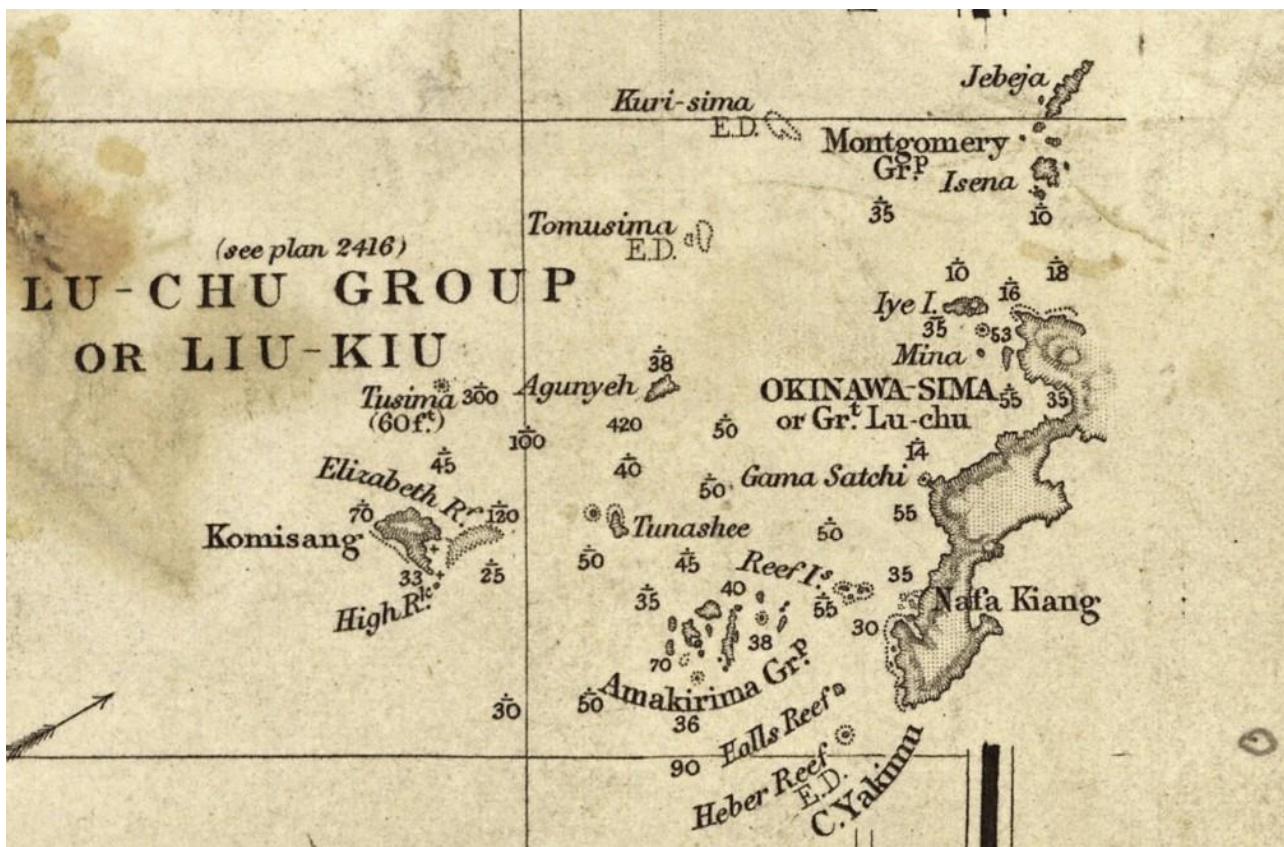 Jebeja
Kuri-sima
E.D.
Montgomery
Grp
Isena
35
10
Tomusima
E.D.
(see plan 2416)
LU-CHU GROUP
OR LIU-KIU
10
18
16
Iye I.
35
53
Mina
38
Agunyeh
Tusima
(60ft.)
300
OKINAWA-SIMA
or Grt. Lu-chu
55
35
420
50
100
14
45
40
Gama Satchi
50
Elizabeth Rf.
70
120
55
Komisang
Tunashee
50
33
25
50
45
Reef Is.
35
High Rk.
35
40
55
Nafa Kiang
30
38
70
Amakirima Grp.
30
50
36
Ealls Reef
90
Heber Reef
E.D.
C. Yakimu